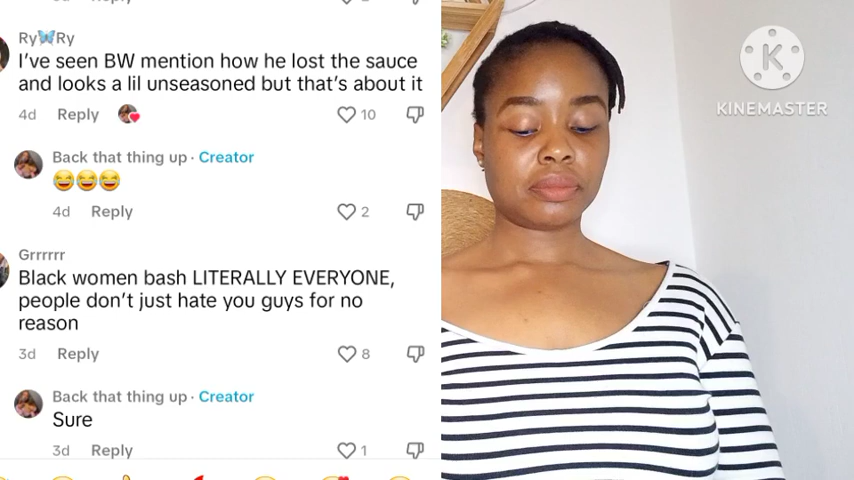 Ry🦋Ry
I've seen BW mention how he lost the sauce
and looks a lil unseasoned but that's about it
4d Reply 10
Back that thing up · Creator
😂😂😂
4d Reply 2
Grrrrrr
Black women bash LITERALLY EVERYONE,
people don't just hate you guys for no
reason
3d Reply 8
Back that thing up · Creator
Sure
3d Reply 1
K
KINEMASTER